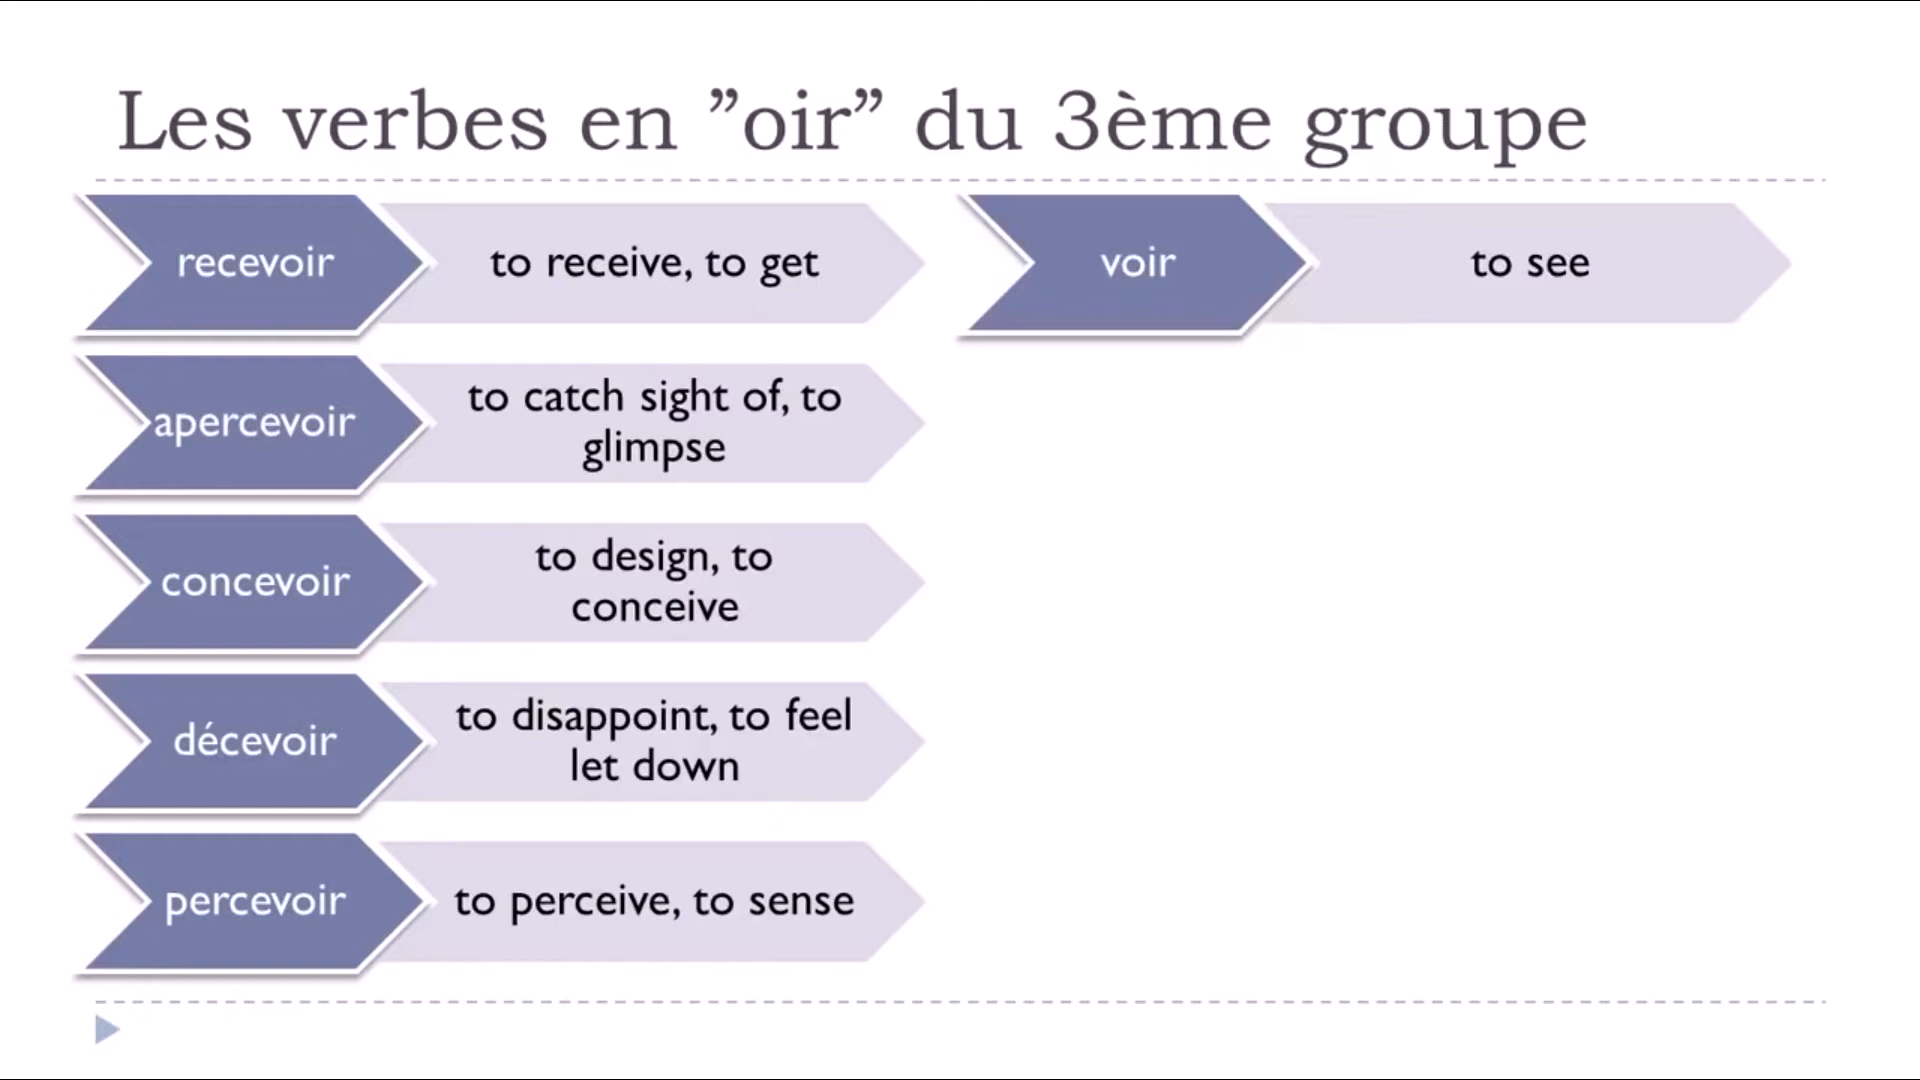 Les verbes en ”oir” du 3ème groupe
recevoir
to receive, to get
apercevoir
to catch sight of, to
glimpse
concevoir
to design, to
conceive
décevoir
to disappoint, to feel
let down
percevoir
to perceive, to sense
voir
to see